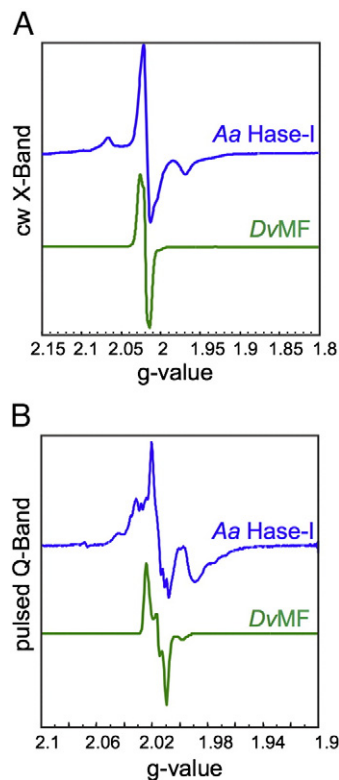 A
cw X-Band
Aa Hase-I
DvMF
2.15 2.1 2.05 2 1.95 1.9 1.85 1.8
g-value
B
pulsed Q-Band
Aa Hase-I
DvMF
2.1 2.06 2.02 1.98 1.94 1.9
g-value